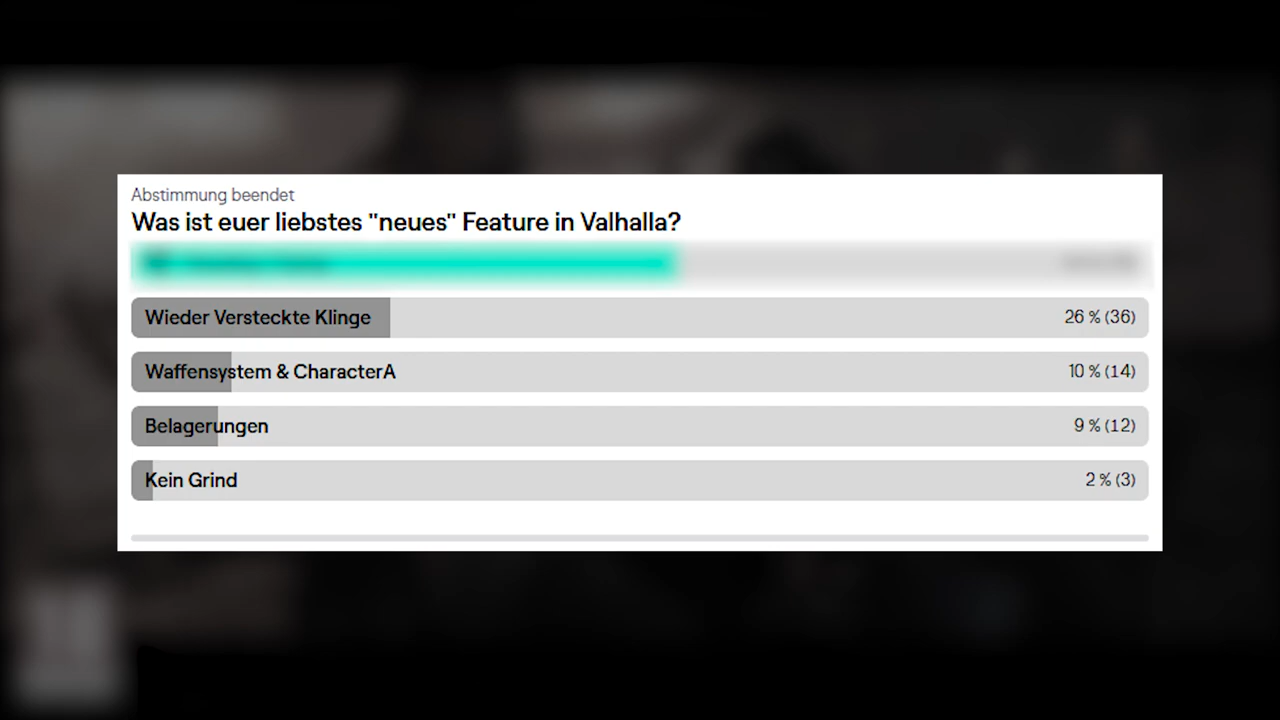 Abstimmung beendet
Was ist euer liebstes "neues" Feature in Valhalla?
Wieder Versteckte Klinge 26 % (36)
Waffensystem & CharacterA 10 % (14)
Belagerungen 9 % (12)
Kein Grind 2 % (3)